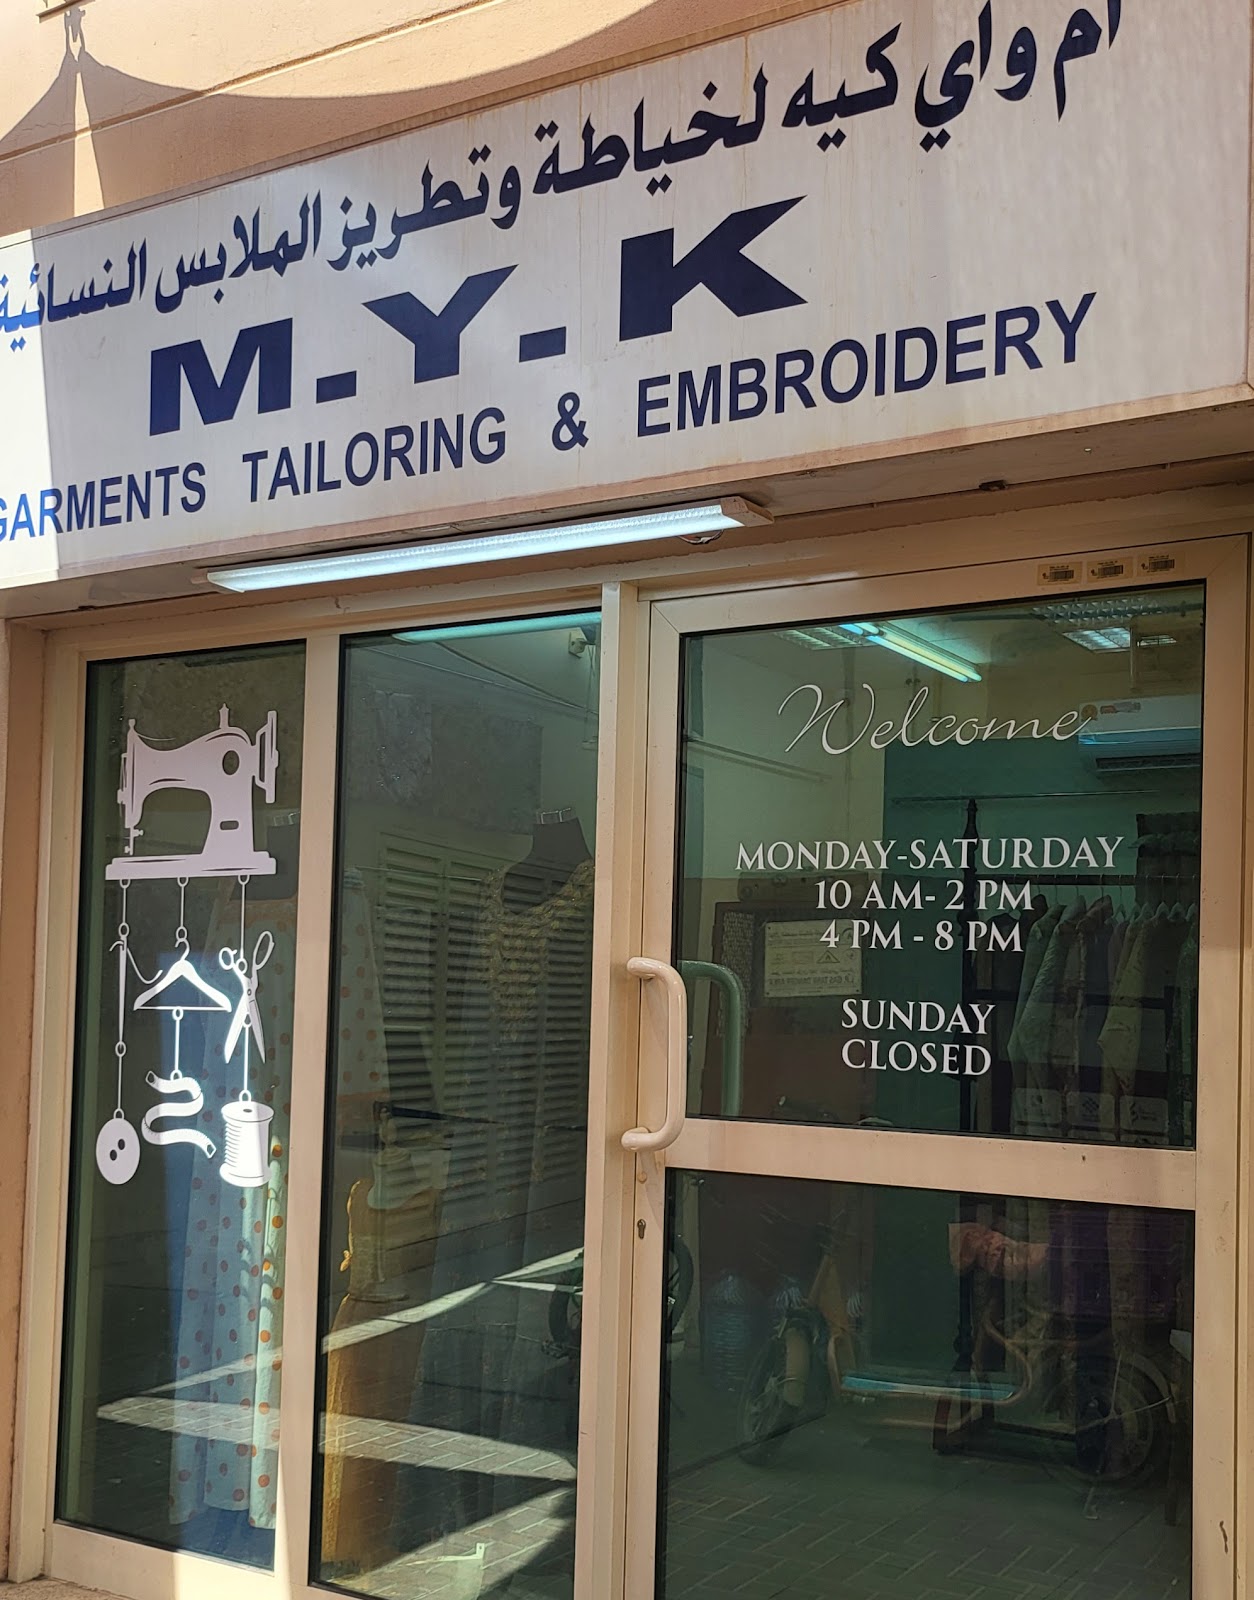 ام واي كيه لخياطة وتطريز الملابس النسائية
M.Y.K
GARMENTS TAILORING & EMBROIDERY
Welcome
MONDAY-SATURDAY
10 AM- 2 PM
4 PM - 8 PM
SUNDAY
CLOSED